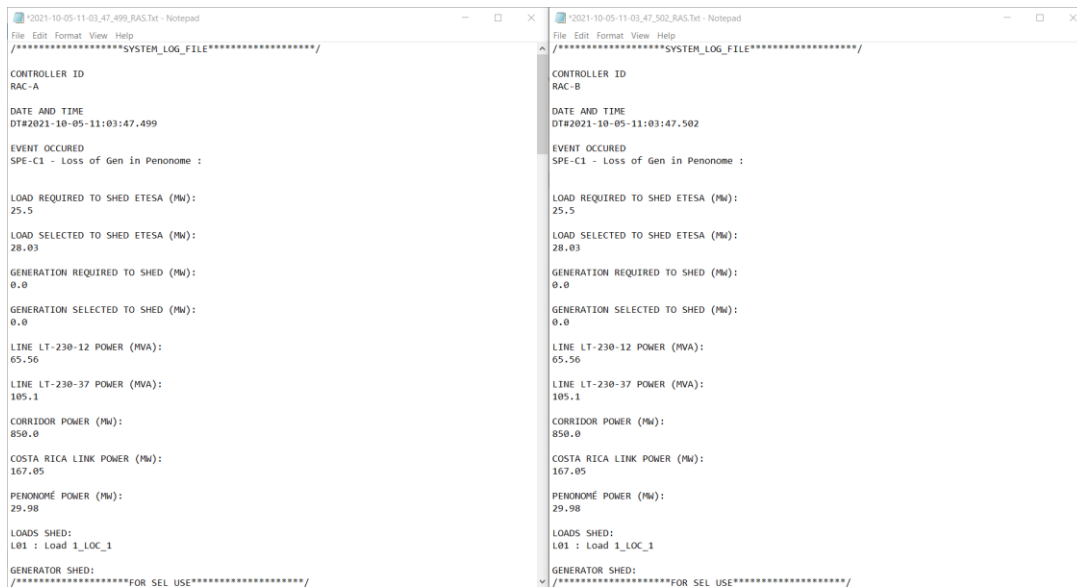 *2021-10-05-11-03_47_499_RAS.Txt - Notepad
File Edit Format View Help
/*******************SYSTEM_LOG_FILE*******************/
CONTROLLER ID
RAC-A
DATE AND TIME
DT#2021-10-05-11:03:47.499
EVENT OCCURED
SPE-C1 - Loss of Gen in Penonome :
LOAD REQUIRED TO SHED ETESA (MW):
25.5
LOAD SELECTED TO SHED ETESA (MW):
28.03
GENERATION REQUIRED TO SHED (MW):
0.0
GENERATION SELECTED TO SHED (MW):
0.0
LINE LT-230-12 POWER (MVA):
65.56
LINE LT-230-37 POWER (MVA):
105.1
CORRIDOR POWER (MW):
850.0
COSTA RICA LINK POWER (MW):
167.05
PENONOMÉ POWER (MW):
29.98
LOADS SHED:
L01 : Load 1_LOC_1
GENERATOR SHED:
/********************FOR SEL USE********************/
*2021-10-05-11-03_47_502_RAS.Txt - Notepad
File Edit Format View Help
/*******************SYSTEM_LOG_FILE*******************/
CONTROLLER ID
RAC-B
DATE AND TIME
DT#2021-10-05-11:03:47.502
EVENT OCCURED
SPE-C1 - Loss of Gen in Penonome :
LOAD REQUIRED TO SHED ETESA (MW):
25.5
LOAD SELECTED TO SHED ETESA (MW):
28.03
GENERATION REQUIRED TO SHED (MW):
0.0
GENERATION SELECTED TO SHED (MW):
0.0
LINE LT-230-12 POWER (MVA):
65.56
LINE LT-230-37 POWER (MVA):
105.1
CORRIDOR POWER (MW):
850.0
COSTA RICA LINK POWER (MW):
167.05
PENONOMÉ POWER (MW):
29.98
LOADS SHED:
L01 : Load 1_LOC_1
GENERATOR SHED:
/********************FOR SEL USE********************/